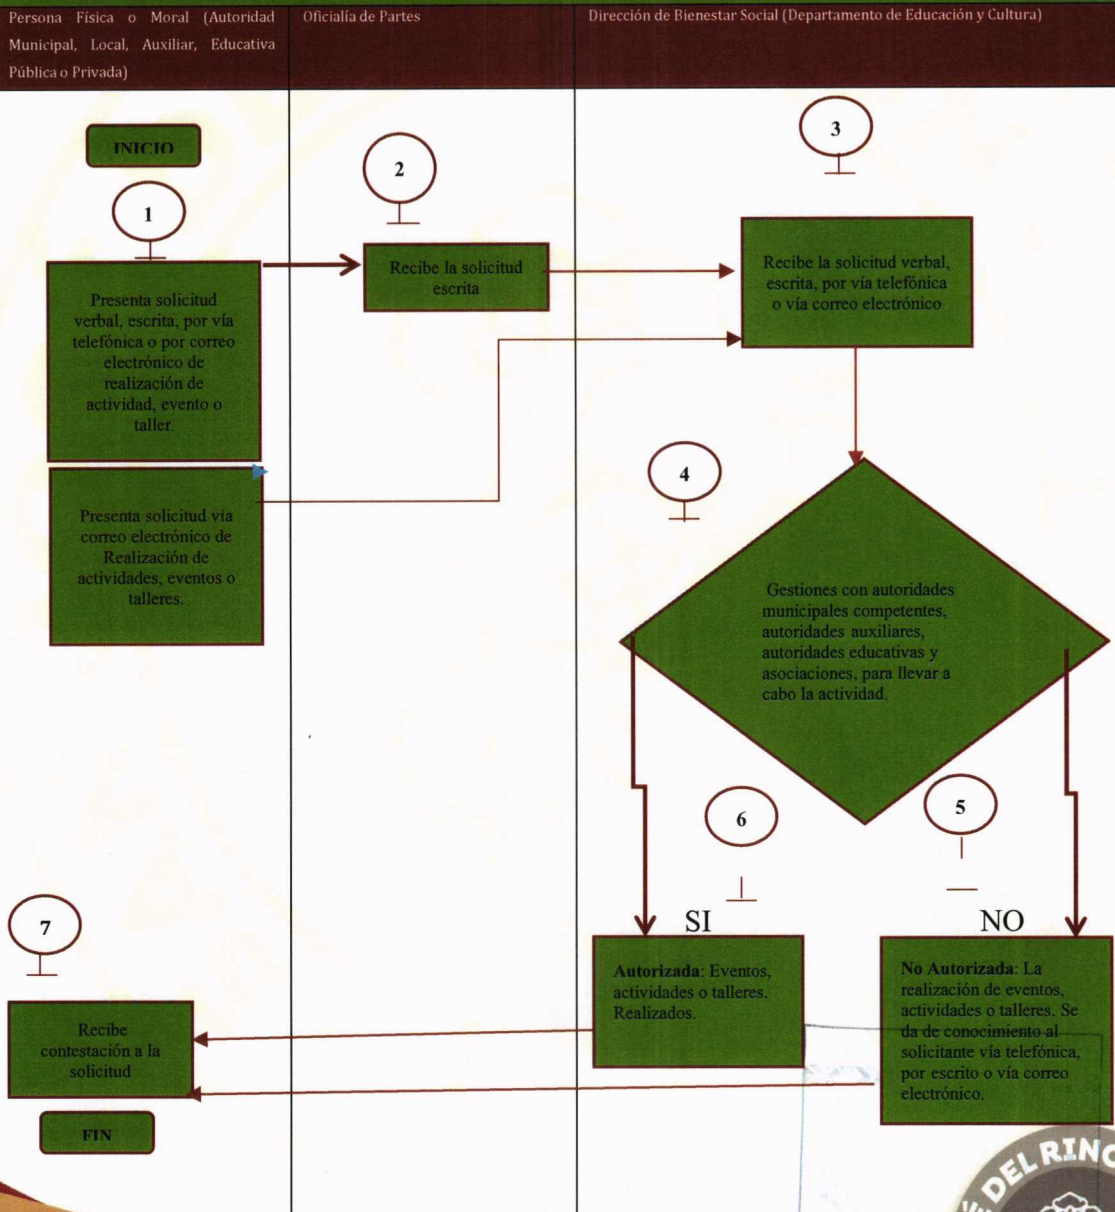 Persona Física o Moral (Autoridad
Municipal, Local, Auxiliar, Educativa
Pública o Privada)
Oficialía de Partes
Dirección de Bienestar Social (Departamento de Educación y Cultura)
INICIO
1
2
3
Presenta solicitud
verbal, escrita, por vía
telefónica o por correo
electrónico de
realización de
actividad, evento o
taller.
Recibe la solicitud
escrita
Recibe la solicitud verbal,
escrita, por vía telefónica
o vía correo electrónico
Presenta solicitud vía
correo electrónico de
Realización de
actividades, eventos o
talleres.
4
Gestiones con autoridades
municipales competentes,
autoridades auxiliares,
autoridades educativas y
asociaciones, para llevar a
cabo la actividad.
6
5
SI
NO
7
Autorizada: Eventos,
actividades o talleres.
Realizados.
No Autorizada: La
realización de eventos,
actividades o talleres. Se
da de conocimiento al
solicitante vía telefónica,
por escrito o vía correo
electrónico.
Recibe
contestación a la
solicitud
FIN
DEL